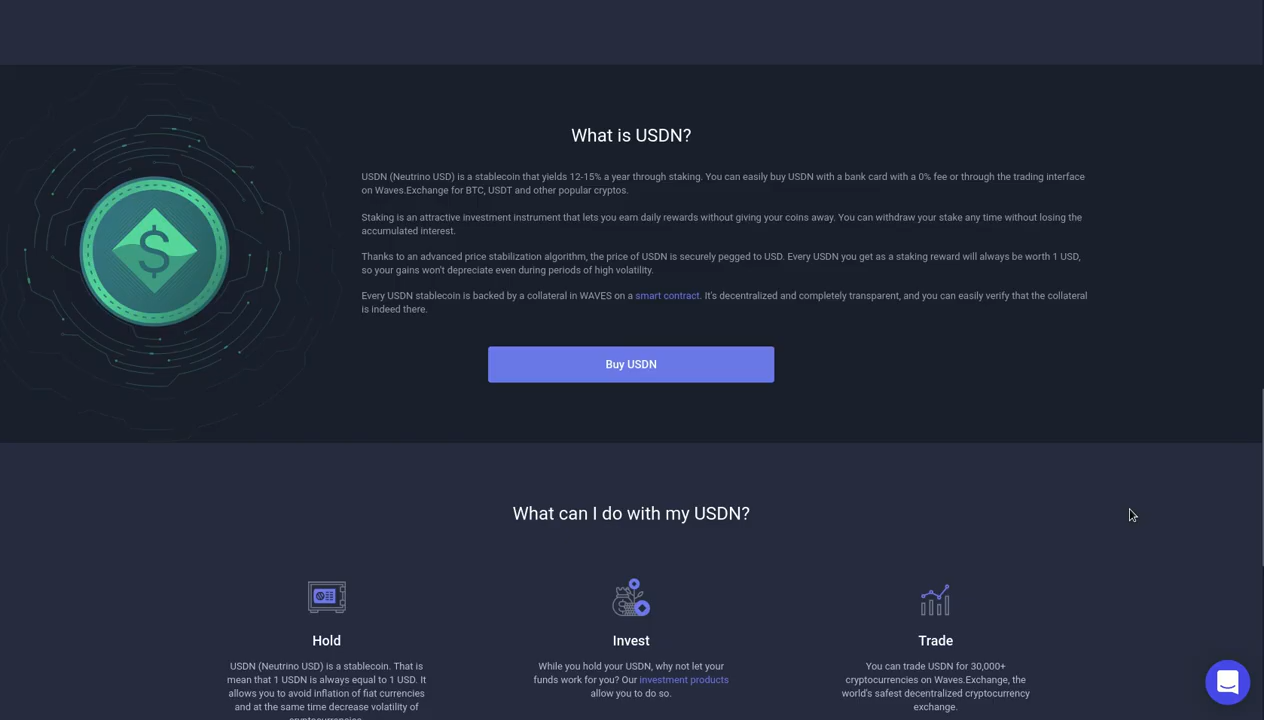 What is USDN?
USDN (Neutrino USD) is a stablecoin that yields 12-15% a year through staking. You can easily buy USDN with a bank card with a 0% fee or through the trading interface
on Waves.Exchange for BTC, USDT and other popular cryptos.
Staking is an attractive investment instrument that lets you earn daily rewards without giving your coins away. You can withdraw your stake any time without losing the
accumulated interest.
Thanks to an advanced price stabilization algorithm, the price of USDN is securely pegged to USD. Every USDN you get as a staking reward will always be worth 1 USD,
so your gains won't depreciate even during periods of high volatility.
Every USDN stablecoin is backed by a collateral in WAVES on a smart contract. It's decentralized and completely transparent, and you can easily verify that the collateral
is indeed there.
Buy USDN
What can I do with my USDN?
Hold
USDN (Neutrino USD) is a stablecoin. That is
mean that 1 USDN is always equal to 1 USD. It
allows you to avoid inflation of fiat currencies
and at the same time decrease volatility of
cryptocurrencies.
Invest
While you hold your USDN, why not let your
funds work for you? Our investment products
allow you to do so.
Trade
You can trade USDN for 30,000+
cryptocurrencies on Waves.Exchange, the
world's safest decentralized cryptocurrency
exchange.